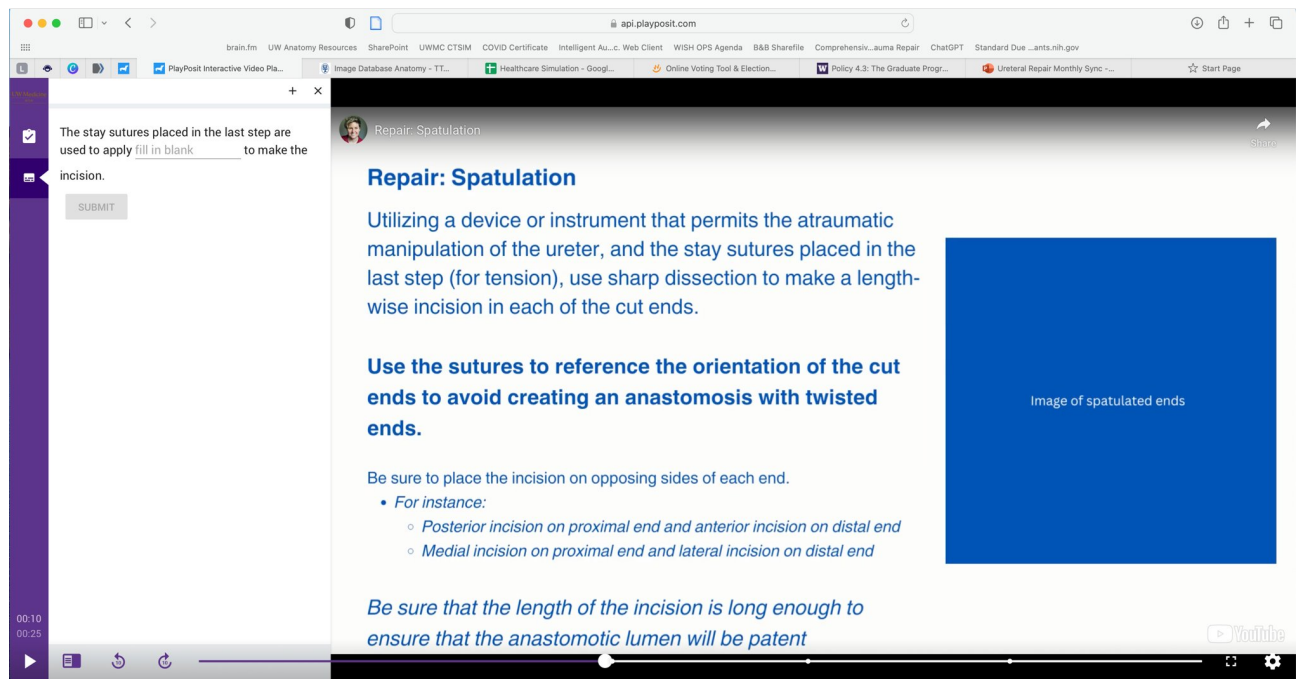 api.playposit.com
brain.fm UW Anatomy Resources SharePoint UWMC CTSIM COVID Certificate Intelligent Au...c. Web Client WISH OPS Agenda B&B Sharefile Comprehensiv...auma Repair ChatGPT Standard Due ...ants.nih.gov
L C PlayPosit Interactive Video Pla... Image Database Anatomy - TT... Healthcare Simulation - Googl... Online Voting Tool & Election... W Policy 4.3: The Graduate Progr... Ureteral Repair Monthly Sync -... Start Page
The stay sutures placed in the last step are
used to apply fill in blank to make the
incision.
SUBMIT
00:10
00:25
Repair: Spatulation
Share
Repair: Spatulation
Utilizing a device or instrument that permits the atraumatic
manipulation of the ureter, and the stay sutures placed in the
last step (for tension), use sharp dissection to make a length-
wise incision in each of the cut ends.
Use the sutures to reference the orientation of the cut
ends to avoid creating an anastomosis with twisted
ends.
Be sure to place the incision on opposing sides of each end.
• For instance:
◦ Posterior incision on proximal end and anterior incision on distal end
◦ Medial incision on proximal end and lateral incision on distal end
Be sure that the length of the incision is long enough to
ensure that the anastomotic lumen will be patent
Image of spatulated ends
YouTube
10 10